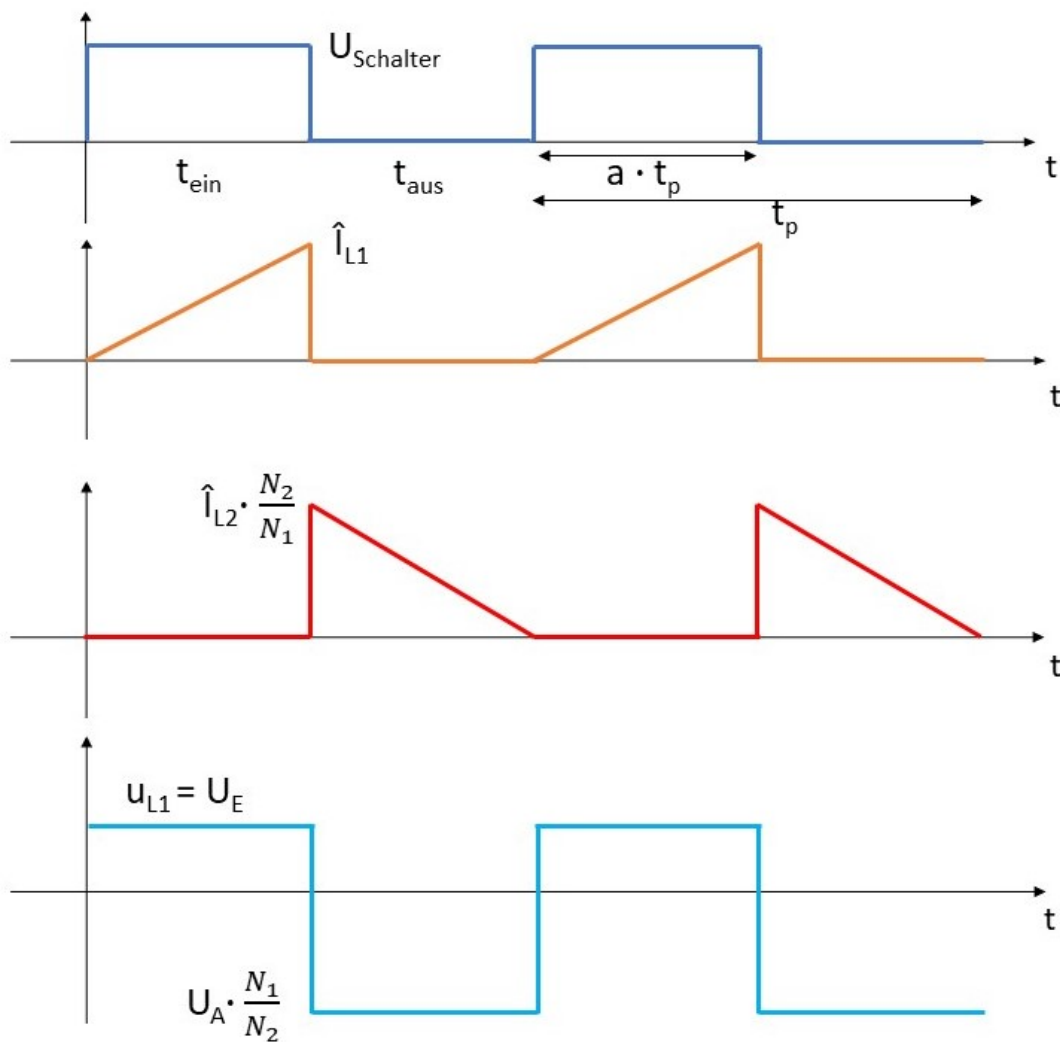 U_Schalter
t
t_ein
t_aus
a · t_p
t_p
Î_L1
t
Î_L2 · N_2/N_1
t
u_L1 = U_E
t
U_A · N_1/N_2